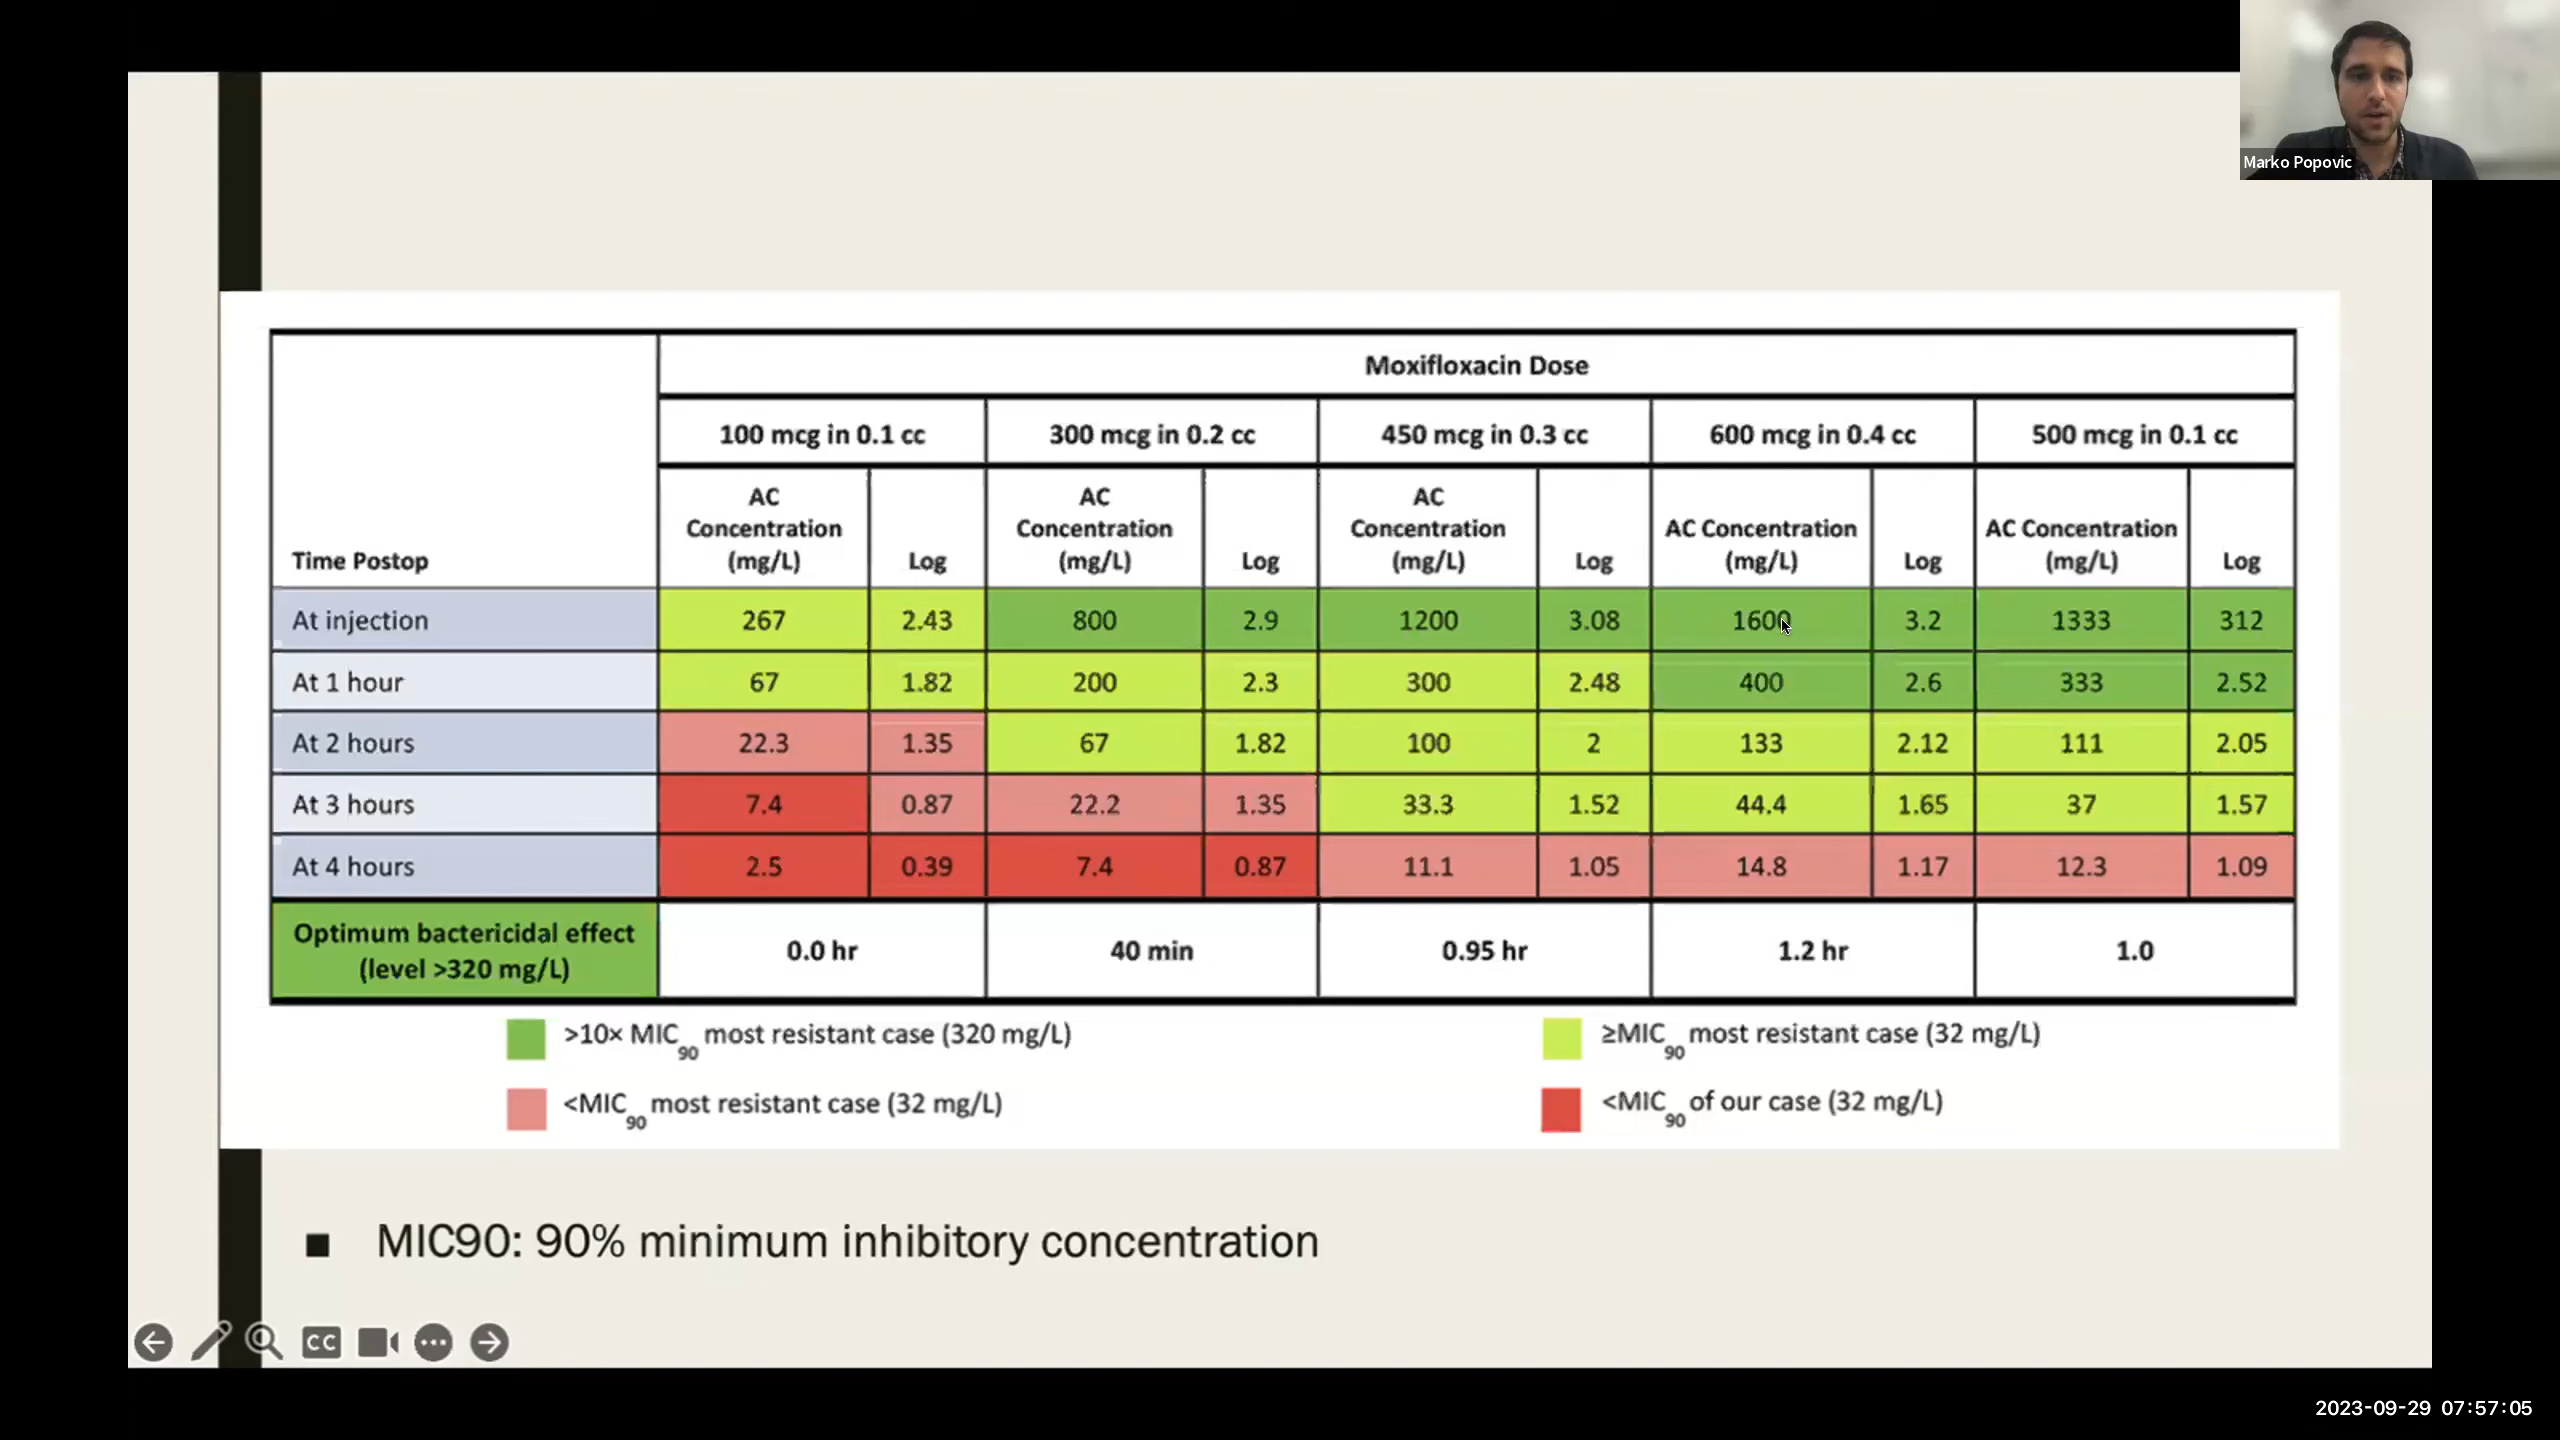 Marko Popovic
Moxifloxacin Dose
100 mcg in 0.1 cc 300 mcg in 0.2 cc 450 mcg in 0.3 cc 600 mcg in 0.4 cc 500 mcg in 0.1 cc
Time Postop AC Concentration (mg/L) Log AC Concentration (mg/L) Log AC Concentration (mg/L) Log AC Concentration (mg/L) Log AC Concentration (mg/L) Log
At injection 267 2.43 800 2.9 1200 3.08 1600 3.2 1333 312
At 1 hour 67 1.82 200 2.3 300 2.48 400 2.6 333 2.52
At 2 hours 22.3 1.35 67 1.82 100 2 133 2.12 111 2.05
At 3 hours 7.4 0.87 22.2 1.35 33.3 1.52 44.4 1.65 37 1.57
At 4 hours 2.5 0.39 7.4 0.87 11.1 1.05 14.8 1.17 12.3 1.09
Optimum bactericidal effect
(level >320 mg/L) 0.0 hr 40 min 0.95 hr 1.2 hr 1.0
>10× MIC90 most resistant case (320 mg/L) ≥MIC90 most resistant case (32 mg/L)
<MIC90 most resistant case (32 mg/L) <MIC90 of our case (32 mg/L)
■ MIC90: 90% minimum inhibitory concentration
CC
2023-09-29 07:57:05